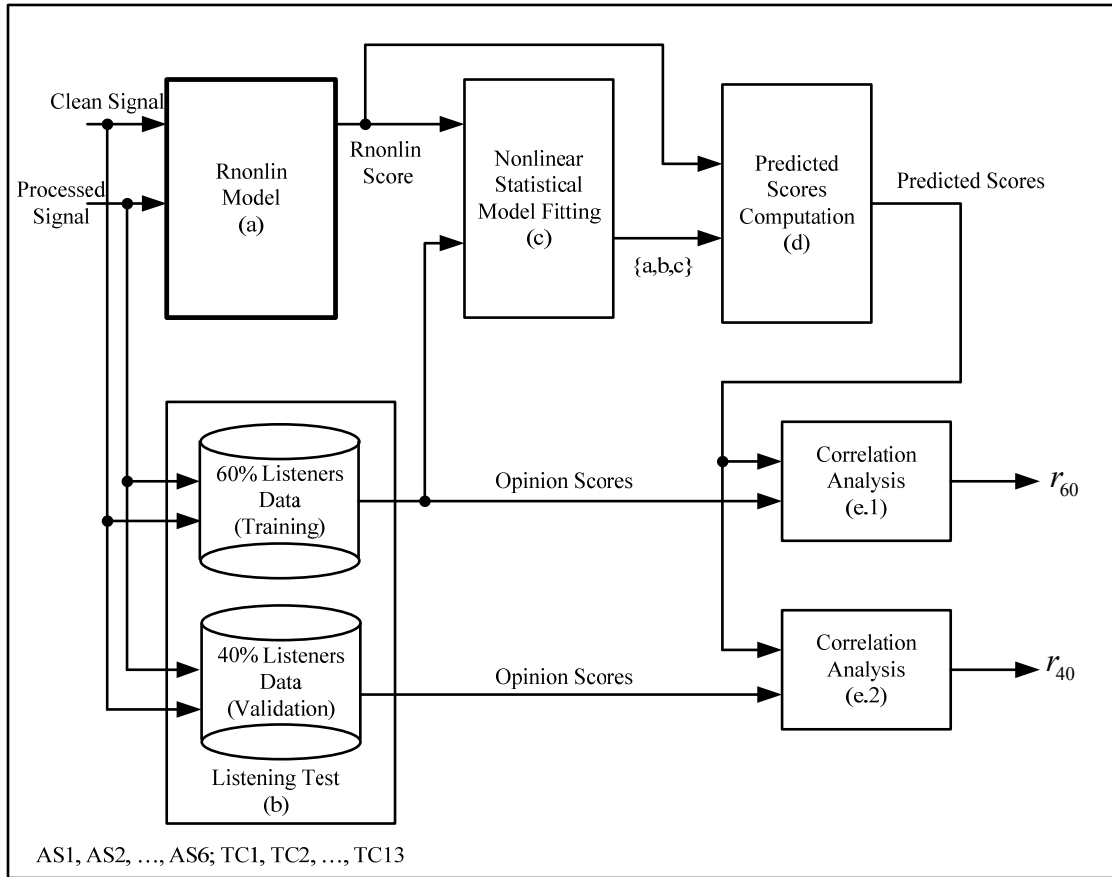 Clean Signal
Processed
Signal
Rnonlin
Model
(a)
Rnonlin
Score
Nonlinear
Statistical
Model Fitting
(c)
{a,b,c}
Predicted
Scores
Computation
(d)
Predicted Scores
60% Listeners
Data
(Training)
Opinion Scores
Correlation
Analysis
(e.1)
r60
40% Listeners
Data
(Validation)
Opinion Scores
Correlation
Analysis
(e.2)
r40
Listening Test
(b)
AS1, AS2, …, AS6; TC1, TC2, …, TC13